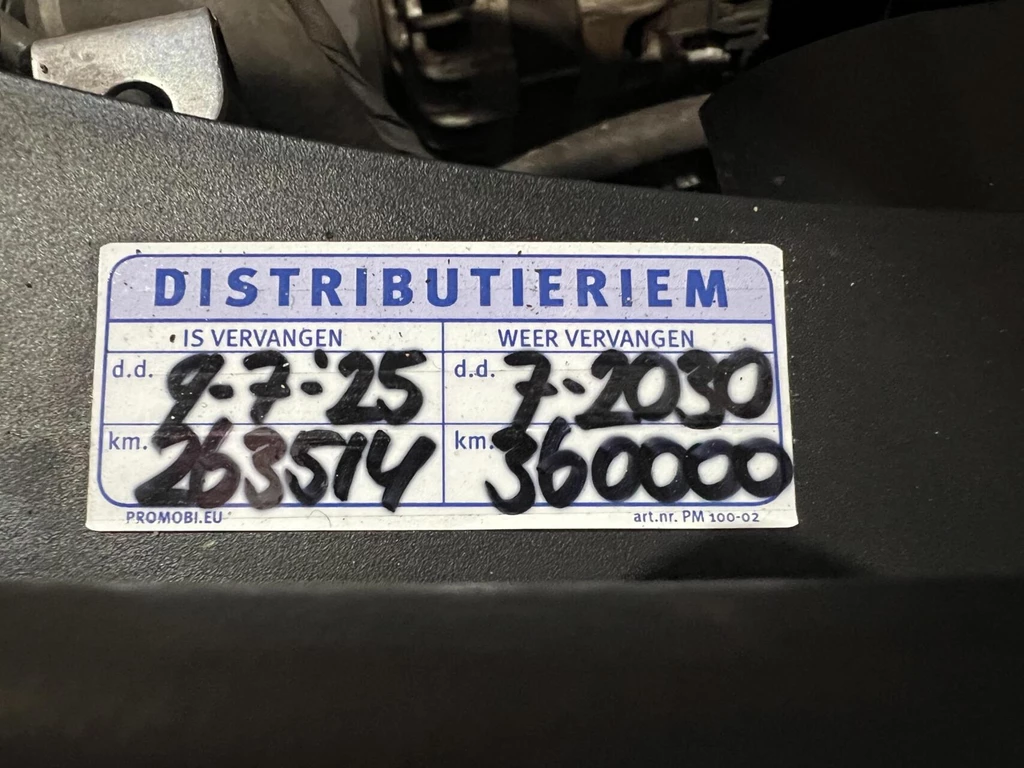 DISTRIBUTIERIEM
IS VERVANGEN WEER VERVANGEN
d.d. 9-7-'25 d.d. 7-2030
km. 263514 km. 360000
PROMOBI.EU art.nr. PM 100-02